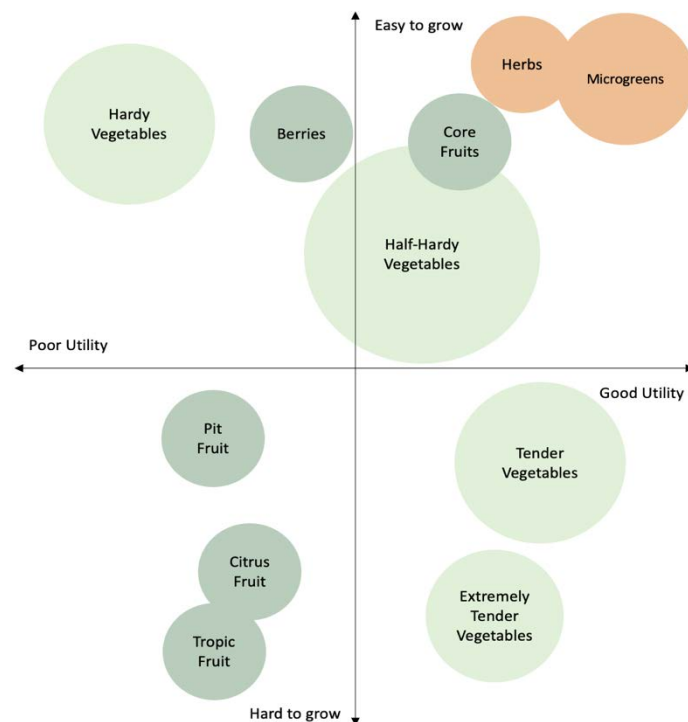 Easy to grow
Herbs
Microgreens
Hardy
Vegetables
Berries
Core
Fruits
Half-Hardy
Vegetables
Poor Utility
Good Utility
Pit
Fruit
Tender
Vegetables
Citrus
Fruit
Extremely
Tender
Vegetables
Tropic
Fruit
Hard to grow